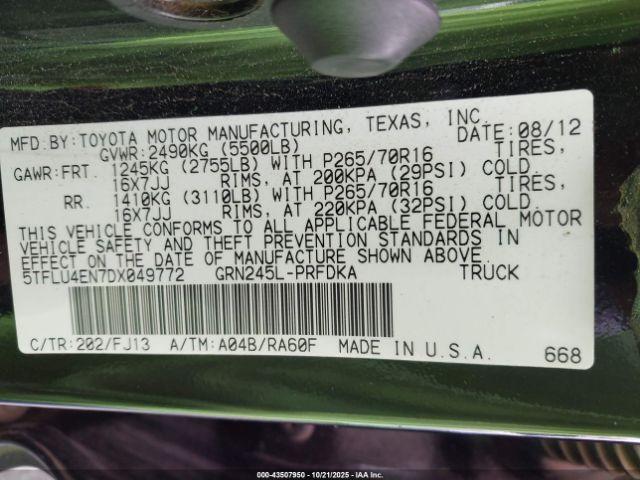 MFD.BY:TOYOTA MOTOR MANUFACTURING, TEXAS, INC. DATE:08/12
GVWR:2490KG (5500LB)
GAWR:FRT. 1245KG (2755LB) WITH P265/70R16 TIRES,
16X7JJ RIMS, AT 200KPA (29PSI) COLD.
RR. 1410KG (3110LB) WITH P265/70R16 TIRES,
16X7JJ RIMS, AT 220KPA (32PSI) COLD.
THIS VEHICLE CONFORMS TO ALL APPLICABLE FEDERAL MOTOR
VEHICLE SAFETY AND THEFT PREVENTION STANDARDS IN
EFFECT ON THE DATE OF MANUFACTURE SHOWN ABOVE.
5TFLU4EN7DX049772 GRN245L-PRFDKA TRUCK
C/TR:202/FJ13 A/TM:A04B/RA60F MADE IN U.S.A. 668
000-43507950 - 10/21/2025 - IAAI.COM